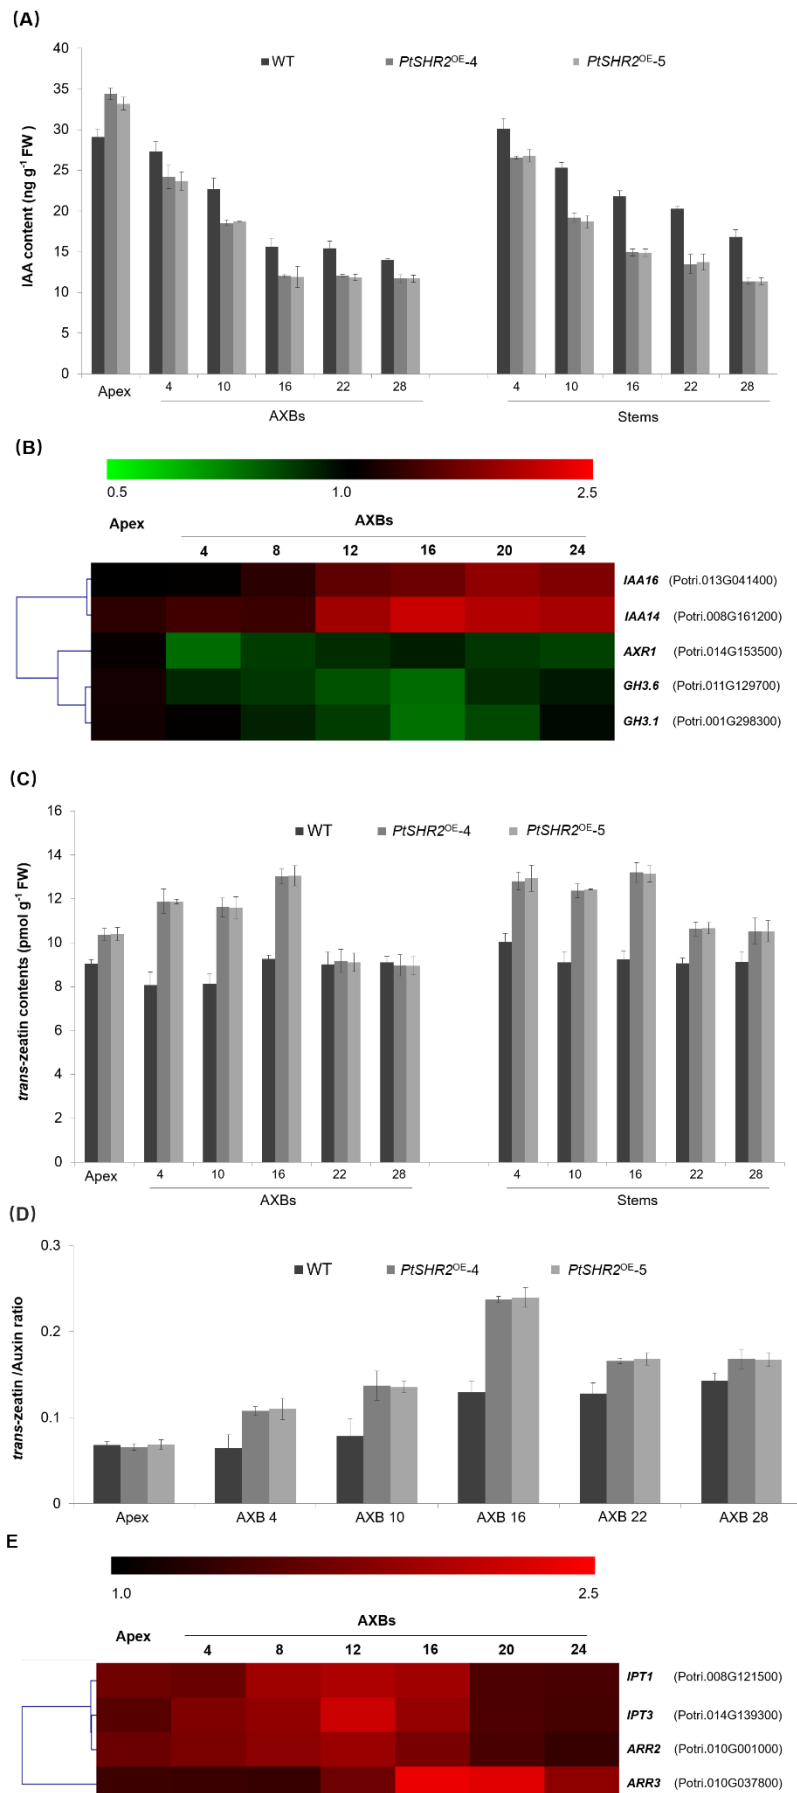 (A)
IAA content (ng g-1 FW )
40
35
30
25
20
15
10
5
0
WT PtSHR2OE-4 PtSHR2OE-5
Apex 4 10 16 22 28 4 10 16 22 28
AXBs Stems
(B)
0.5 1.0 2.5
Apex AXBs
4 8 12 16 20 24
IAA16 (Potri.013G041400)
IAA14 (Potri.008G161200)
AXR1 (Potri.014G153500)
GH3.6 (Potri.011G129700)
GH3.1 (Potri.001G298300)
(C)
trans-zeatin contents (pmol g-1 FW)
16
14
12
10
8
6
4
2
0
WT PtSHR2OE-4 PtSHR2OE-5
Apex 4 10 16 22 28 4 10 16 22 28
AXBs Stems
(D)
trans-zeatin /Auxin ratio
0.3
0.2
0.1
0
WT PtSHR2OE-4 PtSHR2OE-5
Apex AXB 4 AXB 10 AXB 16 AXB 22 AXB 28
E
1.0 2.5
Apex AXBs
4 8 12 16 20 24
IPT1 (Potri.008G121500)
IPT3 (Potri.014G139300)
ARR2 (Potri.010G001000)
ARR3 (Potri.010G037800)